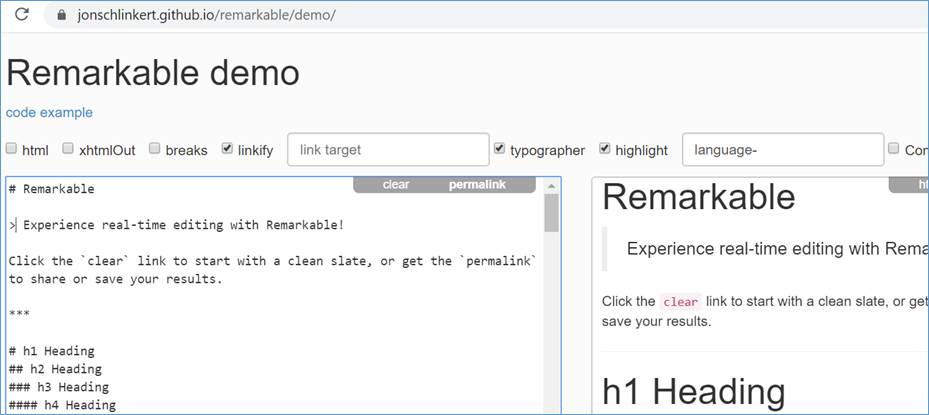 jonschlinkert.github.io/remarkable/demo/
Remarkable demo
code example
html xhtmlOut breaks linkify link target typographer highlight language- Com
clear permalink
# Remarkable
> Experience real-time editing with Remarkable!
Click the `clear` link to start with a clean slate, or get the `permalink`
to share or save your results.
***
# h1 Heading
## h2 Heading
### h3 Heading
#### h4 Heading
ht
Remarkable
Experience real-time editing with Rema
Click the clear link to start with a clean slate, or get
save your results.
h1 Heading